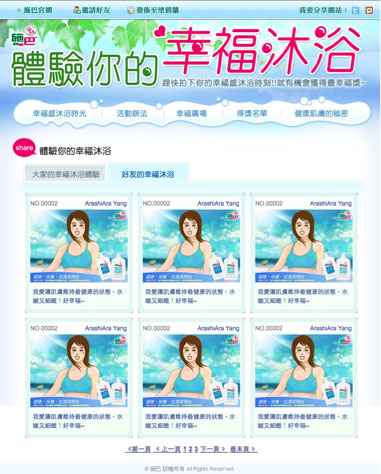 施巴官網 邀請好友 發佈至塗鴉牆 我要分享網站：
施巴
體驗你的幸福沐浴
趕快拍下你的幸福感沐浴時刻!!就有機會獲得最幸福獎~
幸福感沐浴時光 活動辦法 幸福廣場 得獎名單 健康肌膚的秘密
share 體驗你的幸福沐浴
大家的幸福沐浴體驗 好友的幸福沐浴
NO.00002 ArashiAra Yang NO.00002 ArashiAra Yang NO.00002 ArashiAra Yang
我愛讓肌膚維持最健康的狀態，水 我愛讓肌膚維持最健康的狀態，水 我愛讓肌膚維持最健康的狀態，水
嫩又細緻！好幸福~ 嫩又細緻！好幸福~ 嫩又細緻！好幸福~
NO.00002 ArashiAra Yang NO.00002 ArashiAra Yang NO.00002 ArashiAra Yang
我愛讓肌膚維持最健康的狀態，水 我愛讓肌膚維持最健康的狀態，水 我愛讓肌膚維持最健康的狀態，水
嫩又細緻！好幸福~ 嫩又細緻！好幸福~ 嫩又細緻！好幸福~
<第一頁 <上一頁 1 2 3 下一頁> 最末頁>
© 施巴 版權所有 All Rights Reserved.